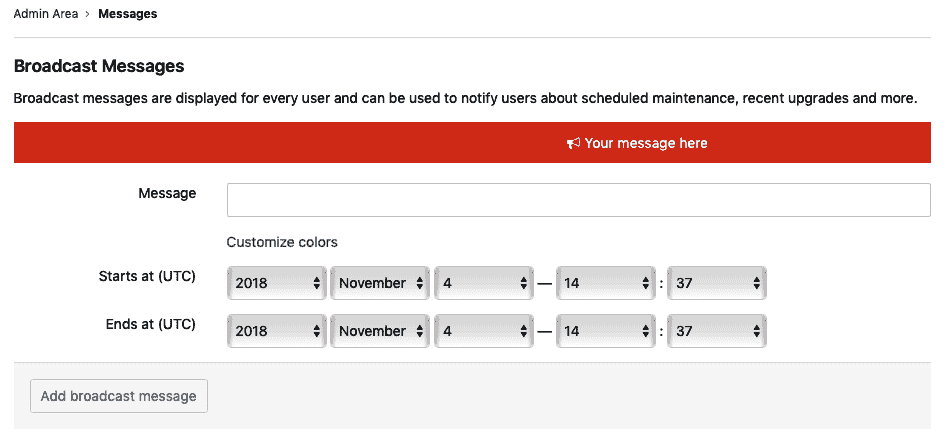 Admin Area > Messages
Broadcast Messages
Broadcast messages are displayed for every user and can be used to notify users about scheduled maintenance, recent upgrades and more.
Your message here
Message
Customize colors
Starts at (UTC) 2018 November 4 — 14 : 37
Ends at (UTC) 2018 November 4 — 14 : 37
Add broadcast message